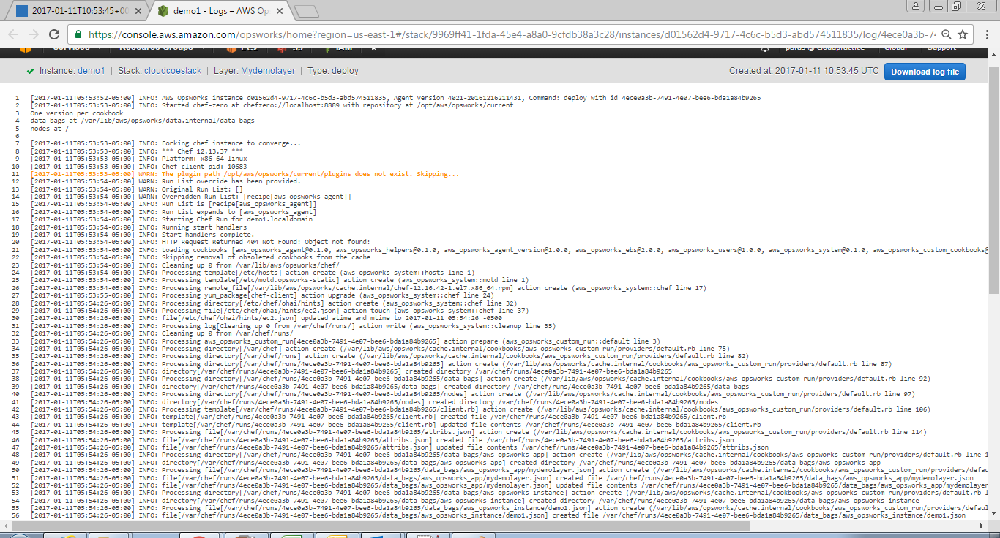 2017-01-11T10:53:45+00
demo1 - Logs – AWS Op
https://console.aws.amazon.com/opsworks/home?region=us-east-1#/stack/9969ff41-1fda-45e4-a8a0-9cfdb38a3c28/instances/d01562d4-9717-4c6c-b5d3-abd574511835/log/4ece0a3b-74
Services Resource Groups EC2 S3 IAM Global Support
Instance: demo1 | Stack: cloudcoestack | Layer: Mydemolayer | Type: deploy Created at: 2017-01-11 10:53:45 UTC Download log file
1 [2017-01-11T05:53:52-05:00] INFO: AWS OpsWorks instance d01562d4-9717-4c6c-b5d3-abd574511835, Agent version 4021-20161216211431, Command: deploy with id 4ece0a3b-7491-4e07-bee6-bda1a84b9265
2 [2017-01-11T05:53:53-05:00] INFO: Started chef-zero at chefzero://localhost:8889 with repository at /opt/aws/opsworks/current
3 One version per cookbook
4 data_bags at /var/lib/aws/opsworks/data.internal/data_bags
5 nodes at /
6
7 [2017-01-11T05:53:53-05:00] INFO: Forking chef instance to converge...
8 [2017-01-11T05:53:53-05:00] INFO: *** Chef 12.13.37 ***
9 [2017-01-11T05:53:53-05:00] INFO: Platform: x86_64-linux
10 [2017-01-11T05:53:53-05:00] INFO: Chef-client pid: 10683
11 [2017-01-11T05:53:53-05:00] WARN: The plugin path /opt/aws/opsworks/current/plugins does not exist. Skipping...
12 [2017-01-11T05:53:54-05:00] WARN: Run List override has been provided.
13 [2017-01-11T05:53:54-05:00] WARN: Original Run List: []
14 [2017-01-11T05:53:54-05:00] WARN: Overridden Run List: [recipe[aws_opsworks_agent]]
15 [2017-01-11T05:53:54-05:00] INFO: Run List is [recipe[aws_opsworks_agent]]
16 [2017-01-11T05:53:54-05:00] INFO: Run List expands to [aws_opsworks_agent]
17 [2017-01-11T05:53:54-05:00] INFO: Starting Chef Run for demo1.localdomain
18 [2017-01-11T05:53:54-05:00] INFO: Running start handlers
19 [2017-01-11T05:53:54-05:00] INFO: Start handlers complete.
20 [2017-01-11T05:53:54-05:00] INFO: HTTP Request Returned 404 Not Found: Object not found:
21 [2017-01-11T05:53:54-05:00] INFO: Loading cookbooks [aws_opsworks_agent@0.1.0, aws_opsworks_helpers@0.1.0, aws_opsworks_agent_version@1.0.0, aws_opsworks_ebs@2.0.0, aws_opsworks_users@1.0.0, aws_opsworks_system@0.1.0, aws_opsworks_custom_cookbooks@
22 [2017-01-11T05:53:54-05:00] INFO: Skipping removal of obsoleted cookbooks from the cache
23 [2017-01-11T05:53:54-05:00] INFO: Cleaning up 0 from /var/lib/aws/opsworks/chef/
24 [2017-01-11T05:53:54-05:00] INFO: Processing template[/etc/hosts] action create (aws_opsworks_system::hosts line 1)
25 [2017-01-11T05:53:54-05:00] INFO: Processing template[/etc/motd.opsworks-static] action create (aws_opsworks_system::motd line 1)
26 [2017-01-11T05:53:54-05:00] INFO: Processing remote_file[/var/lib/aws/opsworks/cache.internal/chef-12.16.42-1.el7.x86_64.rpm] action create (aws_opsworks_system::chef line 17)
27 [2017-01-11T05:53:55-05:00] INFO: Processing yum_package[chef-client] action upgrade (aws_opsworks_system::chef line 24)
28 [2017-01-11T05:54:26-05:00] INFO: Processing directory[/etc/chef/ohai/hints] action create (aws_opsworks_system::chef line 32)
29 [2017-01-11T05:54:26-05:00] INFO: Processing file[/etc/chef/ohai/hints/ec2.json] action touch (aws_opsworks_system::chef line 37)
30 [2017-01-11T05:54:26-05:00] INFO: file[/etc/chef/ohai/hints/ec2.json] updated atime and mtime to 2017-01-11 05:54:26 -0500
31 [2017-01-11T05:54:26-05:00] INFO: Processing log[Cleaning up 0 from /var/chef/runs/] action write (aws_opsworks_system::cleanup line 35)
32 [2017-01-11T05:54:26-05:00] INFO: Cleaning up 0 from /var/chef/runs/
33 [2017-01-11T05:54:26-05:00] INFO: Processing aws_opsworks_custom_run[4ece0a3b-7491-4e07-bee6-bda1a84b9265] action prepare (aws_opsworks_custom_run::default line 3)
34 [2017-01-11T05:54:26-05:00] INFO: Processing directory[/var/chef] action create (/var/lib/aws/opsworks/cache.internal/cookbooks/aws_opsworks_custom_run/providers/default.rb line 75)
35 [2017-01-11T05:54:26-05:00] INFO: Processing directory[/var/chef/runs] action create (/var/lib/aws/opsworks/cache.internal/cookbooks/aws_opsworks_custom_run/providers/default.rb line 82)
36 [2017-01-11T05:54:26-05:00] INFO: Processing directory[/var/chef/runs/4ece0a3b-7491-4e07-bee6-bda1a84b9265] action create (/var/lib/aws/opsworks/cache.internal/cookbooks/aws_opsworks_custom_run/providers/default.rb line 87)
37 [2017-01-11T05:54:26-05:00] INFO: directory[/var/chef/runs/4ece0a3b-7491-4e07-bee6-bda1a84b9265] created directory /var/chef/runs/4ece0a3b-7491-4e07-bee6-bda1a84b9265
38 [2017-01-11T05:54:26-05:00] INFO: Processing directory[/var/chef/runs/4ece0a3b-7491-4e07-bee6-bda1a84b9265/data_bags] action create (/var/lib/aws/opsworks/cache.internal/cookbooks/aws_opsworks_custom_run/providers/default.rb line 92)
39 [2017-01-11T05:54:26-05:00] INFO: directory[/var/chef/runs/4ece0a3b-7491-4e07-bee6-bda1a84b9265/data_bags] created directory /var/chef/runs/4ece0a3b-7491-4e07-bee6-bda1a84b9265/data_bags
40 [2017-01-11T05:54:26-05:00] INFO: Processing directory[/var/chef/runs/4ece0a3b-7491-4e07-bee6-bda1a84b9265/nodes] action create (/var/lib/aws/opsworks/cache.internal/cookbooks/aws_opsworks_custom_run/providers/default.rb line 97)
41 [2017-01-11T05:54:26-05:00] INFO: directory[/var/chef/runs/4ece0a3b-7491-4e07-bee6-bda1a84b9265/nodes] created directory /var/chef/runs/4ece0a3b-7491-4e07-bee6-bda1a84b9265/nodes
42 [2017-01-11T05:54:26-05:00] INFO: Processing template[/var/chef/runs/4ece0a3b-7491-4e07-bee6-bda1a84b9265/client.rb] action create (/var/lib/aws/opsworks/cache.internal/cookbooks/aws_opsworks_custom_run/providers/default.rb line 106)
43 [2017-01-11T05:54:26-05:00] INFO: template[/var/chef/runs/4ece0a3b-7491-4e07-bee6-bda1a84b9265/client.rb] created file /var/chef/runs/4ece0a3b-7491-4e07-bee6-bda1a84b9265/client.rb
44 [2017-01-11T05:54:26-05:00] INFO: template[/var/chef/runs/4ece0a3b-7491-4e07-bee6-bda1a84b9265/client.rb] updated file contents /var/chef/runs/4ece0a3b-7491-4e07-bee6-bda1a84b9265/client.rb
45 [2017-01-11T05:54:26-05:00] INFO: Processing file[/var/chef/runs/4ece0a3b-7491-4e07-bee6-bda1a84b9265/attribs.json] action create (/var/lib/aws/opsworks/cache.internal/cookbooks/aws_opsworks_custom_run/providers/default.rb line 114)
46 [2017-01-11T05:54:26-05:00] INFO: file[/var/chef/runs/4ece0a3b-7491-4e07-bee6-bda1a84b9265/attribs.json] created file /var/chef/runs/4ece0a3b-7491-4e07-bee6-bda1a84b9265/attribs.json
47 [2017-01-11T05:54:26-05:00] INFO: file[/var/chef/runs/4ece0a3b-7491-4e07-bee6-bda1a84b9265/attribs.json] updated file contents /var/chef/runs/4ece0a3b-7491-4e07-bee6-bda1a84b9265/attribs.json
48 [2017-01-11T05:54:26-05:00] INFO: Processing directory[/var/chef/runs/4ece0a3b-7491-4e07-bee6-bda1a84b9265/data_bags/aws_opsworks_app] action create (/var/lib/aws/opsworks/cache.internal/cookbooks/aws_opsworks_custom_run/providers/default.rb line 1
49 [2017-01-11T05:54:26-05:00] INFO: directory[/var/chef/runs/4ece0a3b-7491-4e07-bee6-bda1a84b9265/data_bags/aws_opsworks_app] created directory /var/chef/runs/4ece0a3b-7491-4e07-bee6-bda1a84b9265/data_bags/aws_opsworks_app
50 [2017-01-11T05:54:26-05:00] INFO: Processing file[/var/chef/runs/4ece0a3b-7491-4e07-bee6-bda1a84b9265/data_bags/aws_opsworks_app/mydemolayer.json] action create (/var/lib/aws/opsworks/cache.internal/cookbooks/aws_opsworks_custom_run/providers/def
51 [2017-01-11T05:54:26-05:00] INFO: file[/var/chef/runs/4ece0a3b-7491-4e07-bee6-bda1a84b9265/data_bags/aws_opsworks_app/mydemolayer.json] created file /var/chef/runs/4ece0a3b-7491-4e07-bee6-bda1a84b9265/data_bags/aws_opsworks_app/mydemolayer.json
52 [2017-01-11T05:54:26-05:00] INFO: file[/var/chef/runs/4ece0a3b-7491-4e07-bee6-bda1a84b9265/data_bags/aws_opsworks_app/mydemolayer.json] updated file contents /var/chef/runs/4ece0a3b-7491-4e07-bee6-bda1a84b9265/data_bags/aws_opsworks_app/mydemolayer
53 [2017-01-11T05:54:26-05:00] INFO: Processing directory[/var/chef/runs/4ece0a3b-7491-4e07-bee6-bda1a84b9265/data_bags/aws_opsworks_instance] action create (/var/lib/aws/opsworks/cache.internal/cookbooks/aws_opsworks_custom_run/providers/default.rb l
54 [2017-01-11T05:54:26-05:00] INFO: directory[/var/chef/runs/4ece0a3b-7491-4e07-bee6-bda1a84b9265/data_bags/aws_opsworks_instance] created directory /var/chef/runs/4ece0a3b-7491-4e07-bee6-bda1a84b9265/data_bags/aws_opsworks_instance
55 [2017-01-11T05:54:26-05:00] INFO: Processing file[/var/chef/runs/4ece0a3b-7491-4e07-bee6-bda1a84b9265/data_bags/aws_opsworks_instance/demo1.json] action create (/var/lib/aws/opsworks/cache.internal/cookbooks/aws_opsworks_custom_run/providers/defau
56 [2017-01-11T05:54:26-05:00] INFO: file[/var/chef/runs/4ece0a3b-7491-4e07-bee6-bda1a84b9265/data_bags/aws_opsworks_instance/demo1.json] created file /var/chef/runs/4ece0a3b-7491-4e07-bee6-bda1a84b9265/data_bags/aws_opsworks_instance/demo1.json